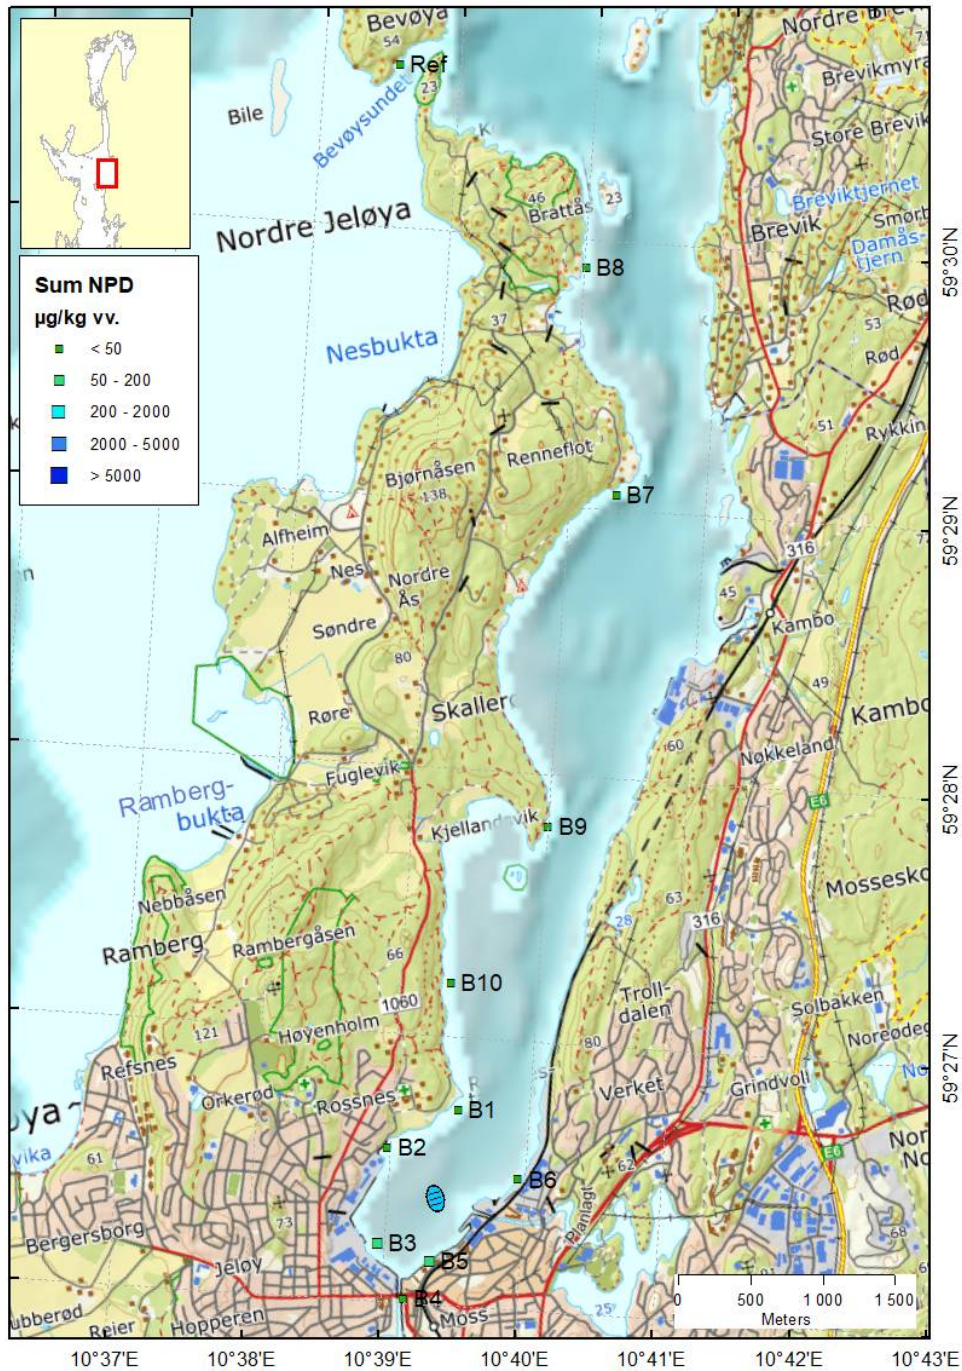 Bevøya
54
Ref
23
Bevøysundet
Bile
K
Nordre Jeløya
46
Brattås
23
B8
Nesbukta
37
Sum NPD
µg/kg vv.
< 50
50 - 200
200 - 2000
2000 - 5000
> 5000
Brevikmyra
Store Brevik
Breviktjernet
Brevik
Damås-
tjern
Rød
53
Rød
51
Rykkin
Bjørnåsen
138
Renneflot
B7
Alfheim
Nes
Nordre
Ås
Søndre
80
Røre
Fuglevik
Ramberg-
bukta
Kjellandsvik
B9
316
45
Kambo
49
Kambo
60
Nøkkeland
E6
63
28
316
Nebbåsen
Ramberg
Rambergåsen
66
B10
1060
121
Høyenholm
Refsnes
Orkerød
Rossnes
B1
B2
Troll-
dalen
80
Verket
Solbakken
Grindvoll
E6
62
B6
61
Bergersborg
73
Jeløy
B3
B5
B4
Moss
Hopperen
Reier
Planlagt
25
68
0 500 1 000 1 500
Meters
59°30'N
59°29'N
59°28'N
59°27'N
10°37'E 10°38'E 10°39'E 10°40'E 10°41'E 10°42'E 10°43'E